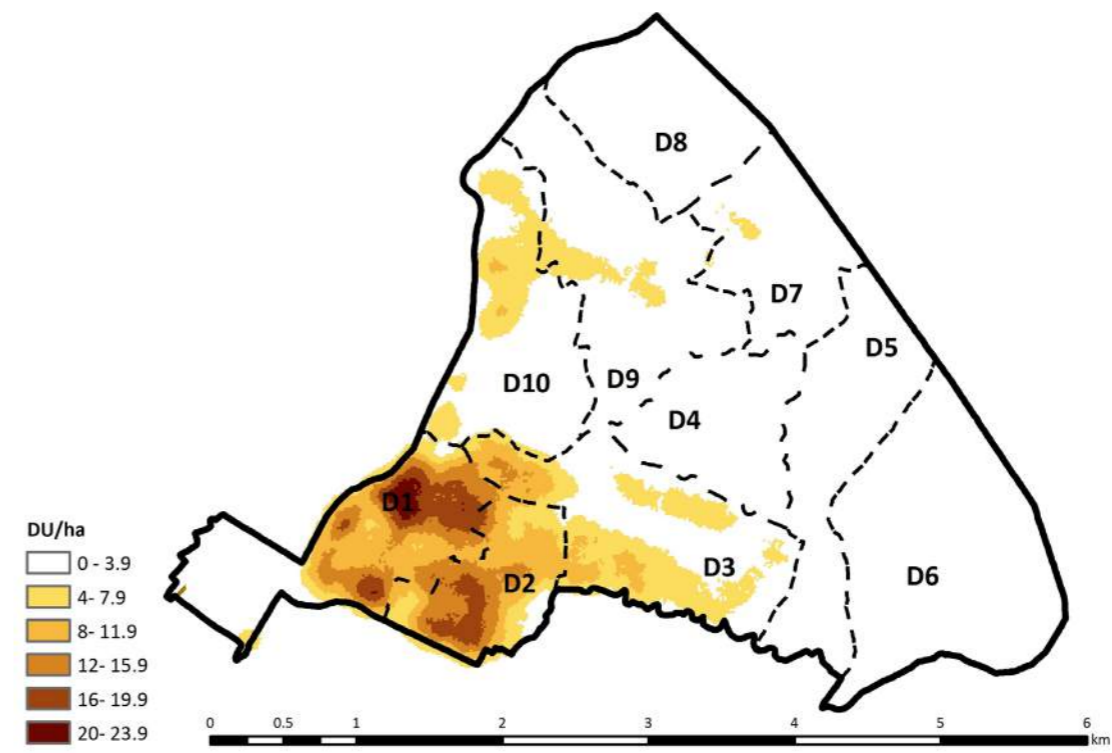 D8
D7
D5
D10
D9
D4
D1
D2
D3
D6
DU/ha
0 - 3.9
4- 7.9
8- 11.9
12- 15.9
16- 19.9
20- 23.9
0 0.5 1 2 3 4 5 6
km